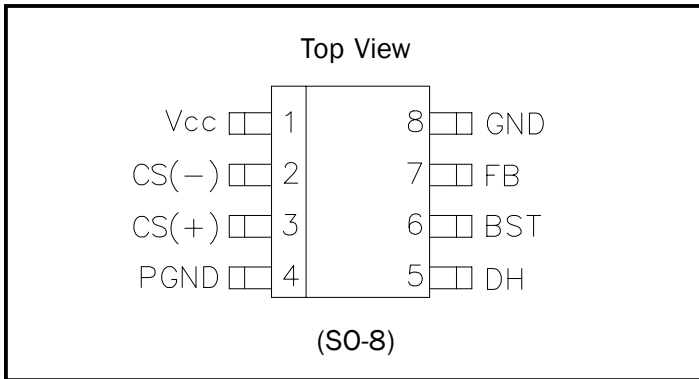 Top View
Vcc 1 8 GND
CS(-) 2 7 FB
CS(+) 3 6 BST
PGND 4 5 DH
(SO-8)